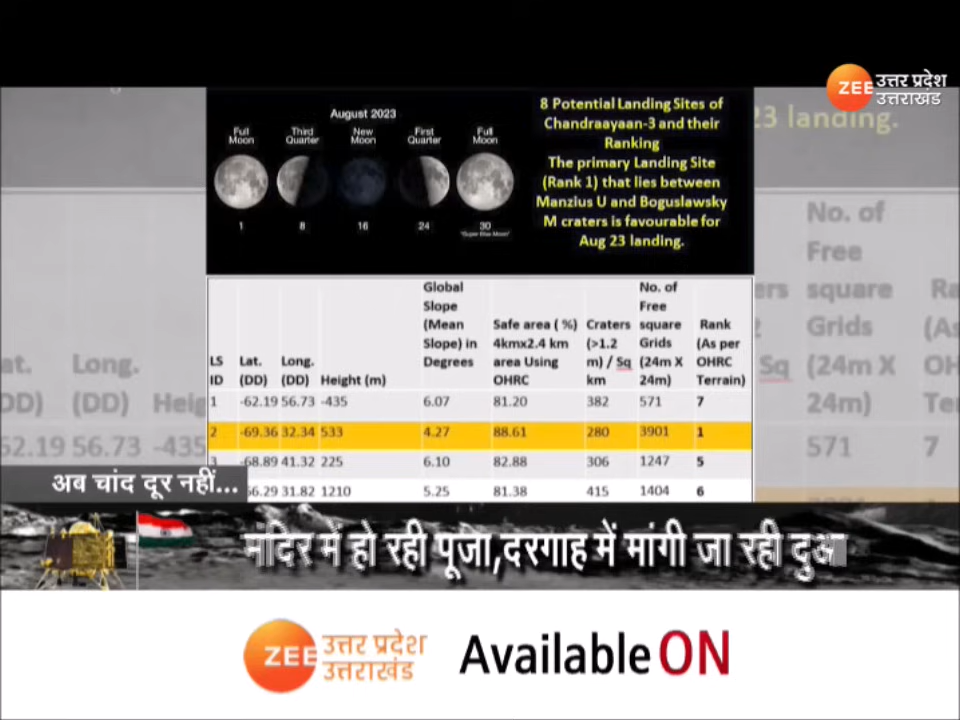 ZEE उत्तर प्रदेश
उत्तराखंड
August 2023
Full Moon
Third Quarter
New Moon
First Quarter
Full Moon
1 8 16 24 30
"Super Blue Moon"
8 Potential Landing Sites of
Chandraayaan-3 and their
Ranking
The primary Landing Site
(Rank 1) that lies between
Manzius U and Boguslawsky
M craters is favourable for
Aug 23 landing.
23 landing.
LS ID
Lat. (DD)
Long. (DD)
Height (m)
Global Slope (Mean Slope) in Degrees
Safe area ( %) 4kmx2.4 km area Using OHRC
Craters (>1.2 m) / Sq km
No. of Free square Grids (24m X 24m)
Rank (As per OHRC Terrain)
1 -62.19 56.73 -435 6.07 81.20 382 571 7
2 -69.36 32.34 533 4.27 88.61 280 3901 1
3 -68.89 41.32 225 6.10 82.88 306 1247 5
31.82 1210 5.25 81.38 415 1404 6
at. Long.
(DD) (DD) Heig
52.19 56.73 -435
No. of
Free
square
Grids
(24m X
24m)
571 7
Sq
अब चांद दूर नहीं...
मंदिर में हो रही पूजा,दरगाह में मांगी जा रही दुआ
ZEE उत्तर प्रदेश
उत्तराखंड
Available ON